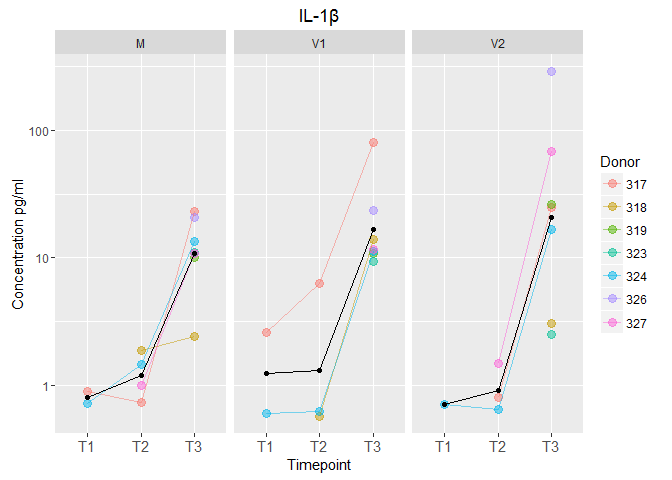 IL-1β
M V1 V2
100
10
1
Concentration pg/ml
T1 T2 T3 T1 T2 T3 T1 T2 T3
Timepoint
Donor
317
318
319
323
324
326
327